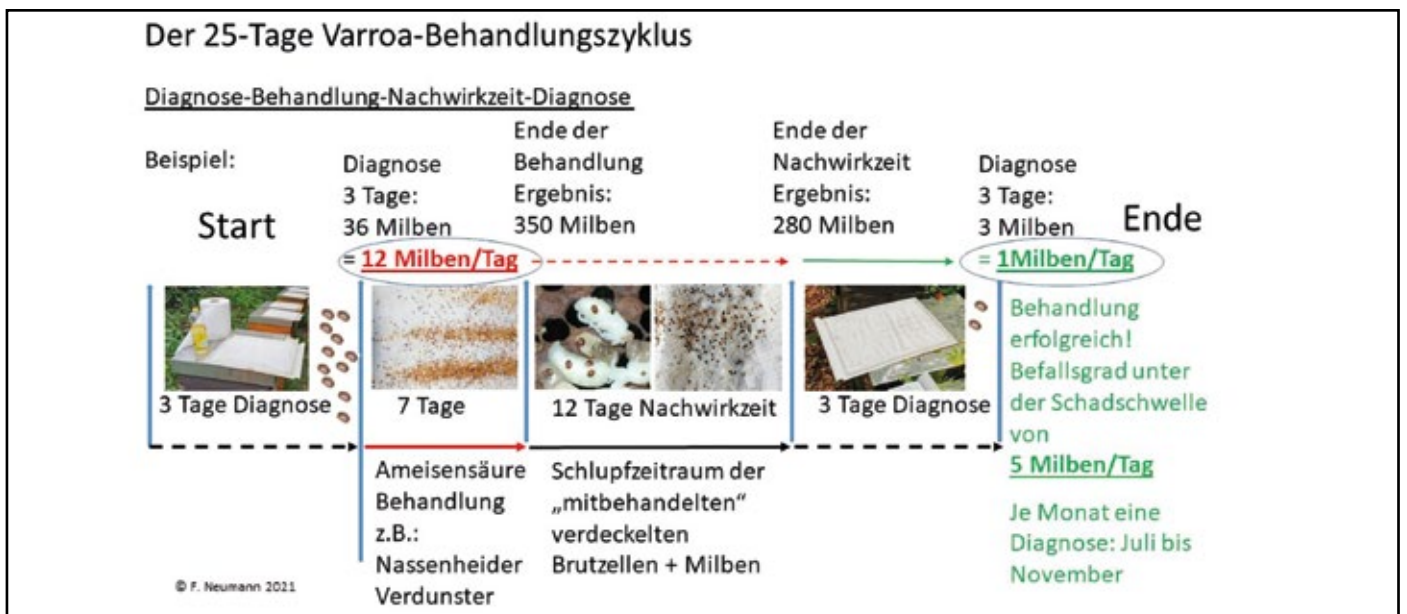 Der 25-Tage Varroa-Behandlungszyklus
Diagnose-Behandlung-Nachwirkzeit-Diagnose
Beispiel:
Start
Diagnose
3 Tage:
36 Milben
= 12 Milben/Tag
Ende der
Behandlung
Ergebnis:
350 Milben
Ende der
Nachwirkzeit
Ergebnis:
280 Milben
Diagnose
3 Tage:
3 Milben
= 1Milben/Tag
Ende
3 Tage Diagnose
7 Tage
12 Tage Nachwirkzeit
3 Tage Diagnose
Ameisensäure
Behandlung
z.B.:
Nassenheider
Verdunster
Schlupfzeitraum der
„mitbehandelten“
verdeckelten
Brutzellen + Milben
Behandlung
erfolgreich!
Befallsgrad unter
der Schadschwelle
von
5 Milben/Tag
Je Monat eine
Diagnose: Juli bis
November
© F. Neumann 2021